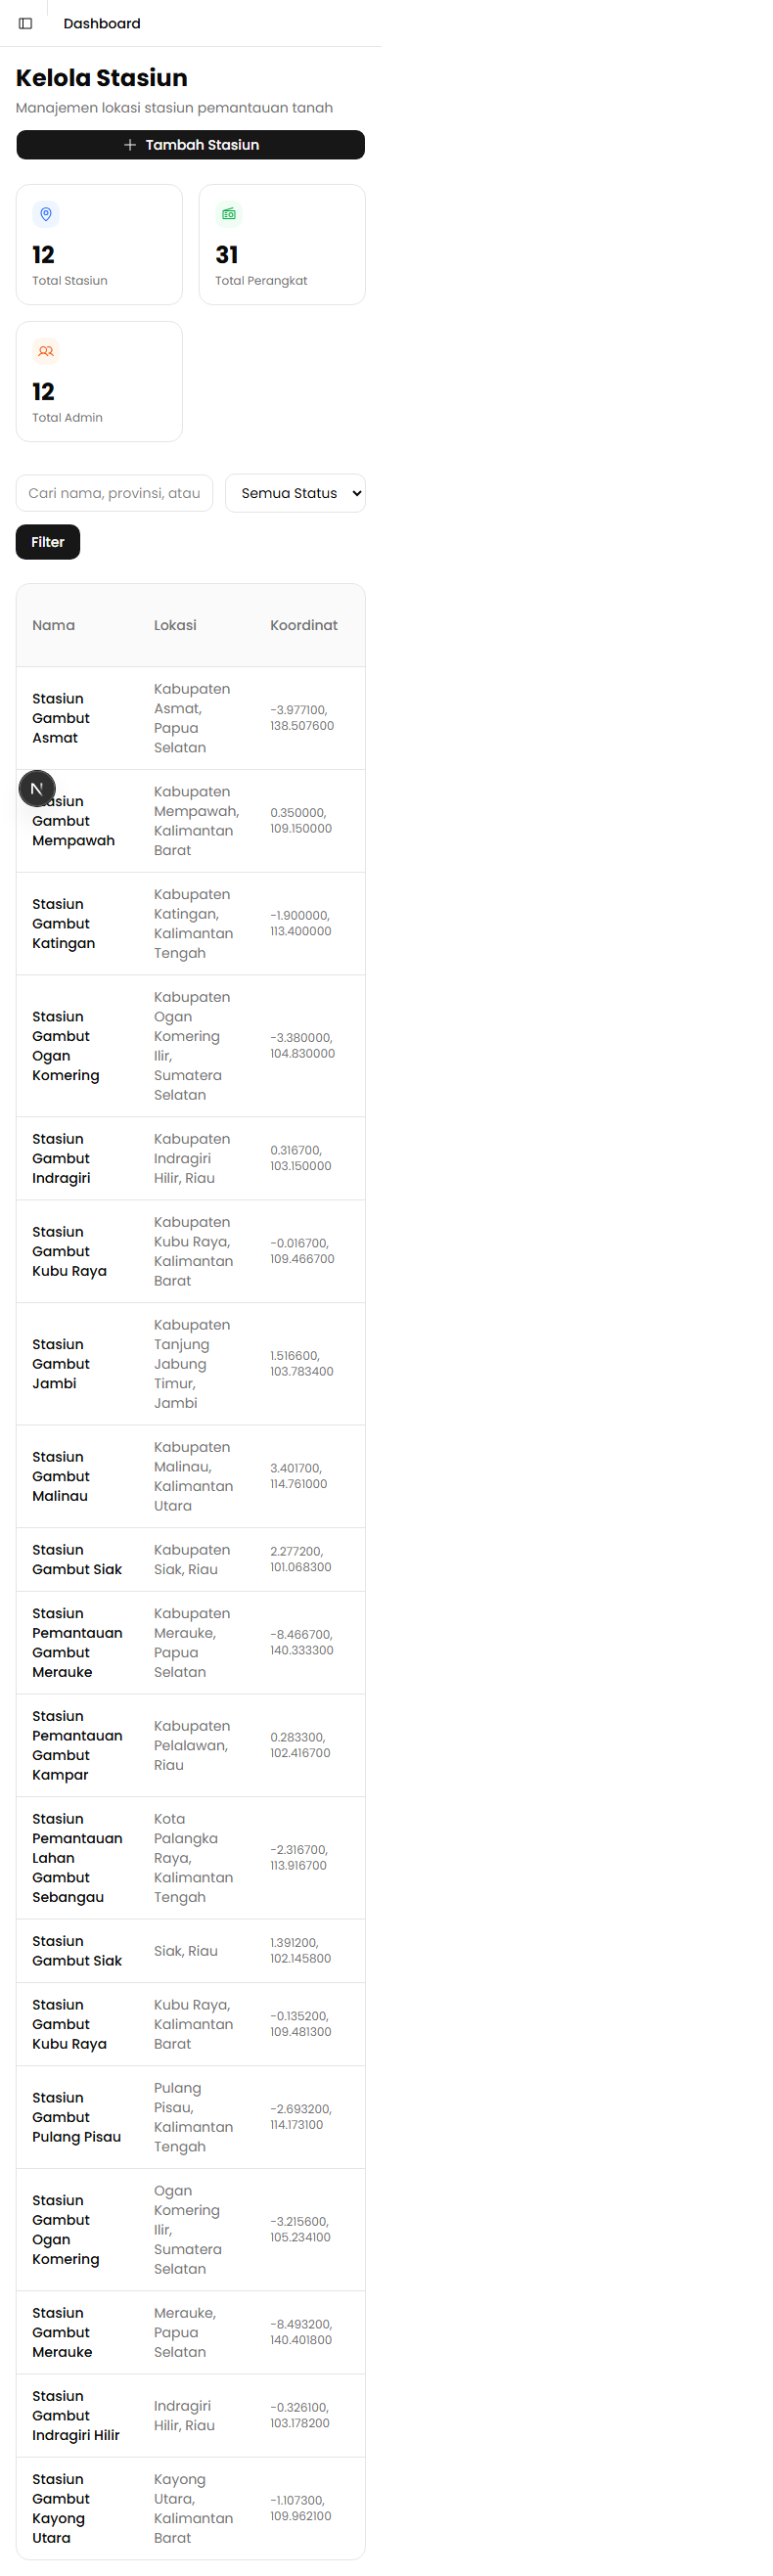 Dashboard
Kelola Stasiun
Manajemen lokasi stasiun pemantauan tanah
Tambah Stasiun
12
Total Stasiun
31
Total Perangkat
12
Total Admin
Cari nama, provinsi, atau
Semua Status
Filter
Nama Lokasi Koordinat
Stasiun
Gambut
Asmat
Kabupaten
Asmat,
Papua
Selatan
-3.977100,
138.507600
N
Gambut
Mempawah
Kabupaten
Mempawah,
Kalimantan
Barat
0.350000,
109.150000
Stasiun
Gambut
Katingan
Kabupaten
Katingan,
Kalimantan
Tengah
-1.900000,
113.400000
Stasiun
Gambut
Ogan
Komering
Kabupaten
Ogan
Komering
Ilir,
Sumatera
Selatan
-3.380000,
104.830000
Stasiun
Gambut
Indragiri
Kabupaten
Indragiri
Hilir, Riau
0.316700,
103.150000
Stasiun
Gambut
Kubu Raya
Kabupaten
Kubu Raya,
Kalimantan
Barat
-0.016700,
109.466700
Stasiun
Gambut
Jambi
Kabupaten
Tanjung
Jabung
Timur,
Jambi
1.516600,
103.783400
Stasiun
Gambut
Malinau
Kabupaten
Malinau,
Kalimantan
Utara
3.401700,
114.761000
Stasiun
Gambut Siak
Kabupaten
Siak, Riau
2.277200,
101.068300
Stasiun
Pemantauan
Gambut
Merauke
Kabupaten
Merauke,
Papua
Selatan
-8.466700,
140.333300
Stasiun
Pemantauan
Gambut
Kampar
Kabupaten
Pelalawan,
Riau
0.283300,
102.416700
Stasiun
Pemantauan
Lahan
Gambut
Sebangau
Kota
Palangka
Raya,
Kalimantan
Tengah
-2.316700,
113.916700
Stasiun
Gambut Siak
Siak, Riau
1.391200,
102.145800
Stasiun
Gambut
Kubu Raya
Kubu Raya,
Kalimantan
Barat
-0.135200,
109.481300
Stasiun
Gambut
Pulang Pisau
Pulang
Pisau,
Kalimantan
Tengah
-2.693200,
114.173100
Stasiun
Gambut
Ogan
Komering
Ogan
Komering
Ilir,
Sumatera
Selatan
-3.215600,
105.234100
Stasiun
Gambut
Merauke
Merauke,
Papua
Selatan
-8.493200,
140.401800
Stasiun
Gambut
Indragiri Hilir
Indragiri
Hilir, Riau
-0.326100,
103.178200
Stasiun
Gambut
Kayong
Utara
Kayong
Utara,
Kalimantan
Barat
-1.107300,
109.962100